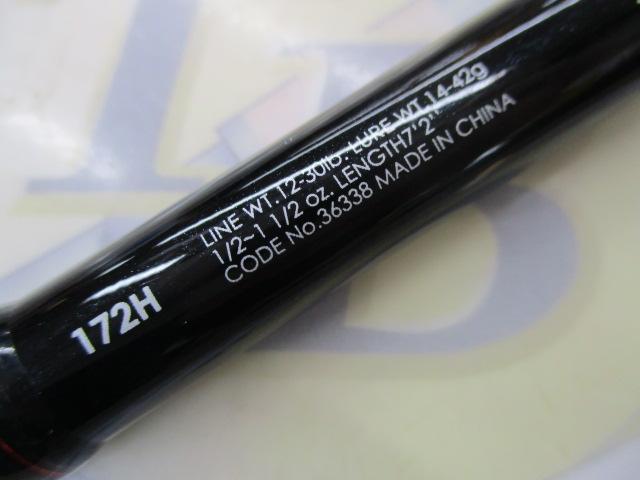 172H
LINE WT.12-30lb. LURE WT.14-42g
1/2~1 1/2 oz. LENGTH7'2"
CODE No.36338 MADE IN CHINA